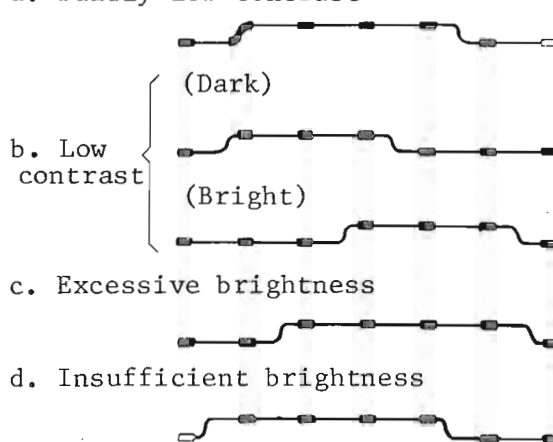 a. low contrast
(Dark)
b. Low
contrast
(Bright)
c. Excessive brightness
d. Insufficient brightness